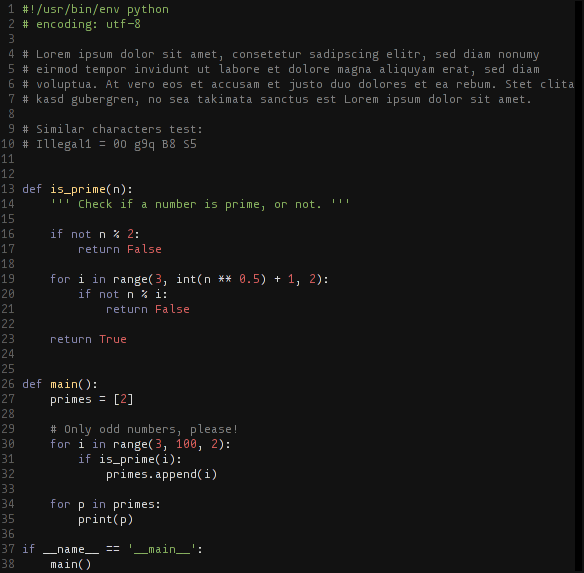 1 #!/usr/bin/env python
2 # encoding: utf-8
3
4 # Lorem ipsum dolor sit amet, consetetur sadipscing elitr, sed diam nonumy
5 # eirmod tempor invidunt ut labore et dolore magna aliquyam erat, sed diam
6 # voluptua. At vero eos et accusam et justo duo dolores et ea rebum. Stet clita
7 # kasd gubergren, no sea takimata sanctus est Lorem ipsum dolor sit amet.
8
9 # Similar characters test:
10 # Illegal1 = 0O g9q B8 S5
11
12
13 def is_prime(n):
14     ''' Check if a number is prime, or not. '''
15
16     if not n % 2:
17         return False
18
19     for i in range(3, int(n ** 0.5) + 1, 2):
20         if not n % i:
21             return False
22
23     return True
24
25
26 def main():
27     primes = [2]
28
29     # Only odd numbers, please!
30     for i in range(3, 100, 2):
31         if is_prime(i):
32             primes.append(i)
33
34     for p in primes:
35         print(p)
36
37 if __name__ == '__main__':
38     main()